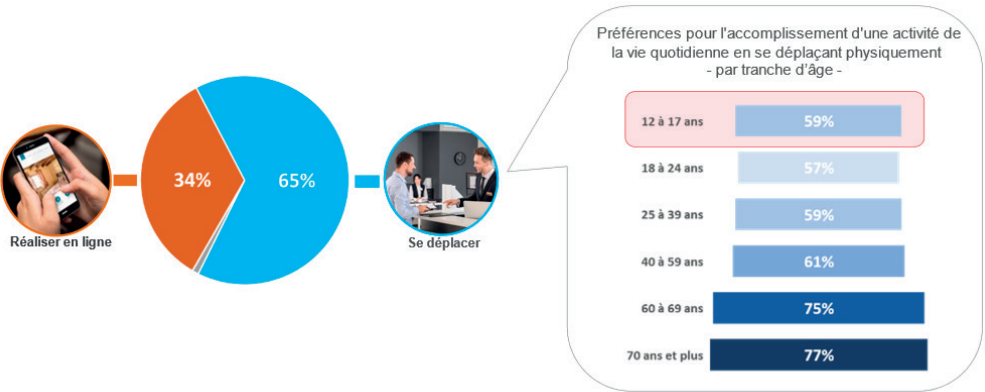 Préférences pour l'accomplissement d'une activité de
la vie quotidienne en se déplaçant physiquement
- par tranche d'âge -
34%
65%
Réaliser en ligne
Se déplacer
12 à 17 ans 59%
18 à 24 ans 57%
25 à 39 ans 59%
40 à 59 ans 61%
60 à 69 ans 75%
70 ans et plus 77%